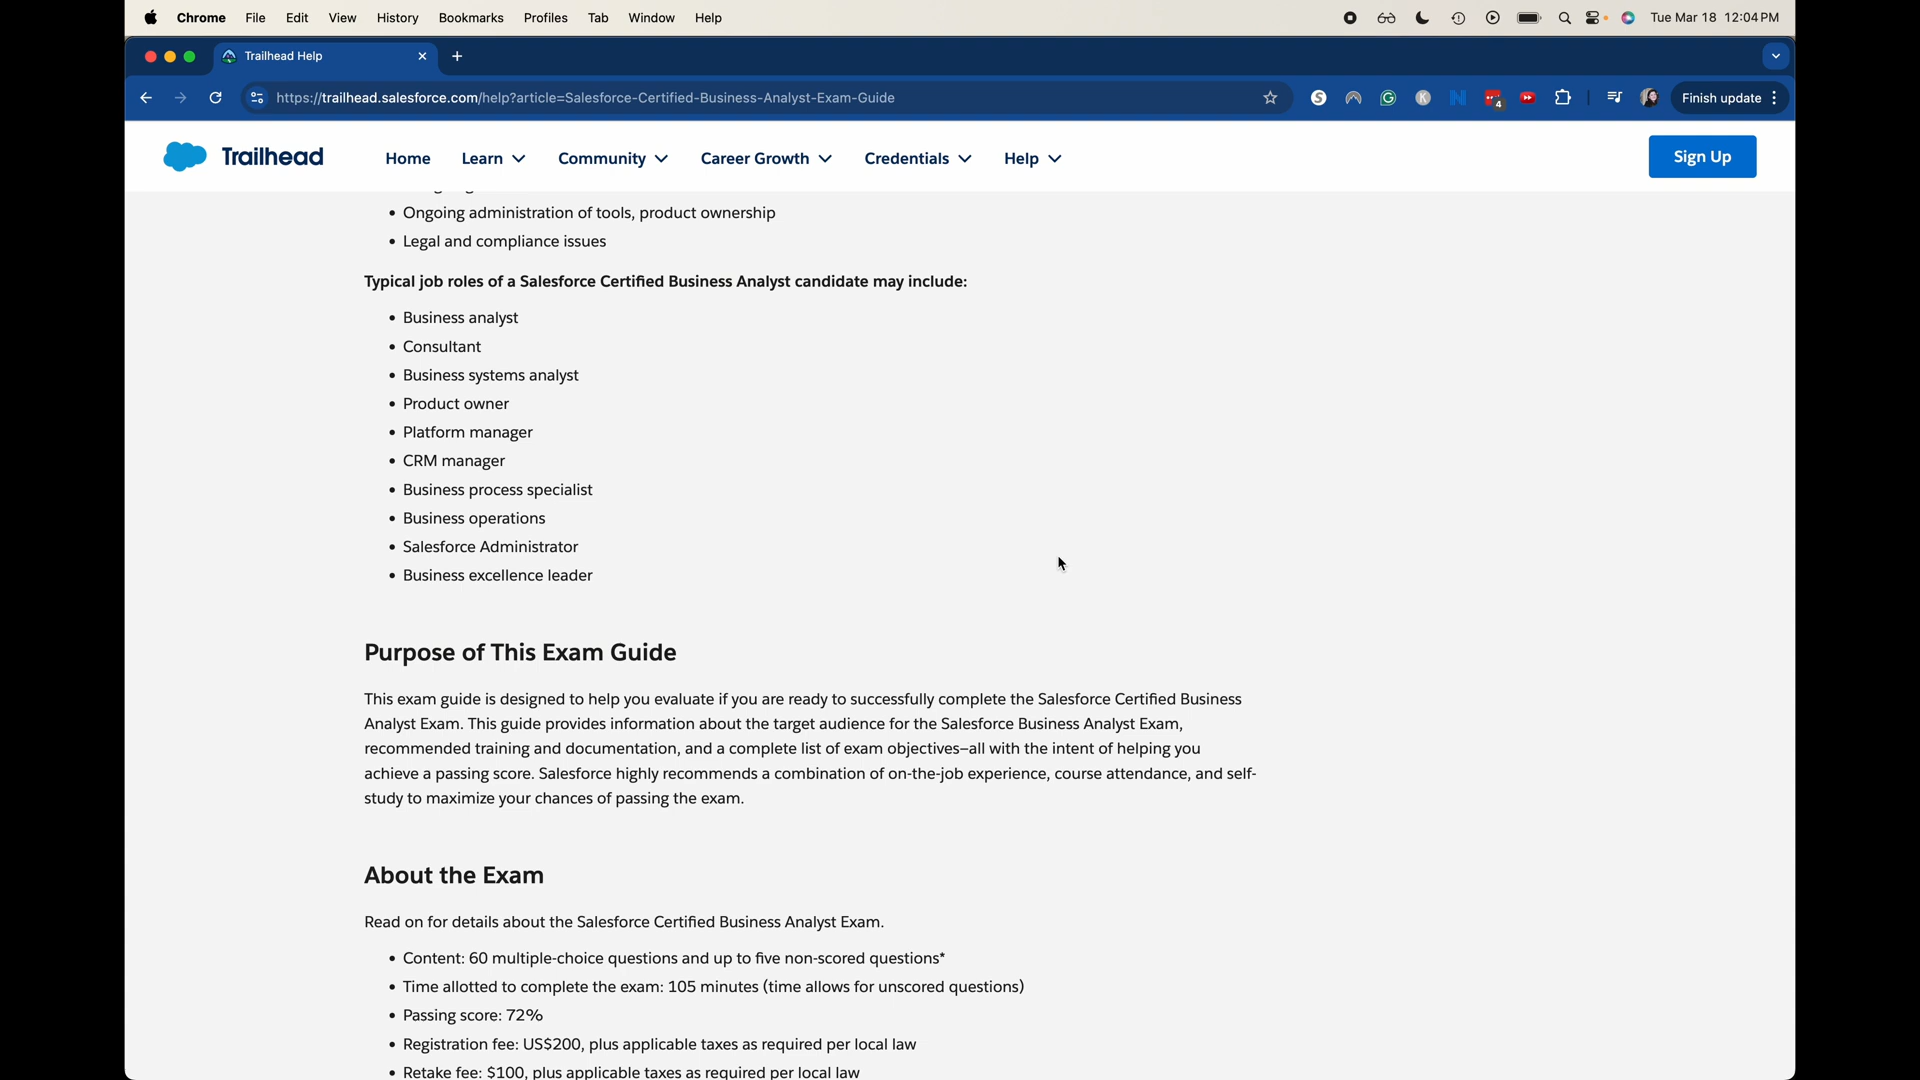 Chrome File Edit View History Bookmarks Profiles Tab Window Help Tue Mar 18 12:04 PM
Trailhead Help
https://trailhead.salesforce.com/help?article=Salesforce-Certified-Business-Analyst-Exam-Guide
4
Finish update
Trailhead Home Learn Community Career Growth Credentials Help Sign Up
• Ongoing administration of tools, product ownership
• Legal and compliance issues
Typical job roles of a Salesforce Certified Business Analyst candidate may include:
• Business analyst
• Consultant
• Business systems analyst
• Product owner
• Platform manager
• CRM manager
• Business process specialist
• Business operations
• Salesforce Administrator
• Business excellence leader
Purpose of This Exam Guide
This exam guide is designed to help you evaluate if you are ready to successfully complete the Salesforce Certified Business
Analyst Exam. This guide provides information about the target audience for the Salesforce Business Analyst Exam,
recommended training and documentation, and a complete list of exam objectives—all with the intent of helping you
achieve a passing score. Salesforce highly recommends a combination of on-the-job experience, course attendance, and self-
study to maximize your chances of passing the exam.
About the Exam
Read on for details about the Salesforce Certified Business Analyst Exam.
• Content: 60 multiple-choice questions and up to five non-scored questions*
• Time allotted to complete the exam: 105 minutes (time allows for unscored questions)
• Passing score: 72%
• Registration fee: US$200, plus applicable taxes as required per local law
• Retake fee: $100, plus applicable taxes as required per local law